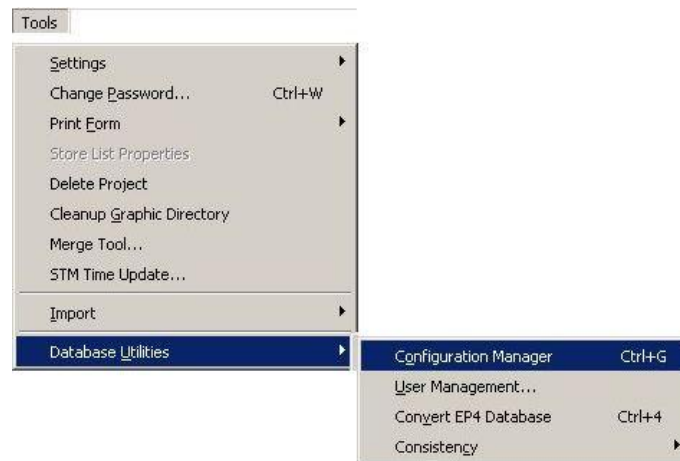 Tools
Settings
Change Password... Ctrl+W
Print Form
Store List Properties
Delete Project
Cleanup Graphic Directory
Merge Tool...
STM Time Update...
Import
Database Utilities
Configuration Manager Ctrl+G
User Management...
Convert EP4 Database Ctrl+4
Consistency